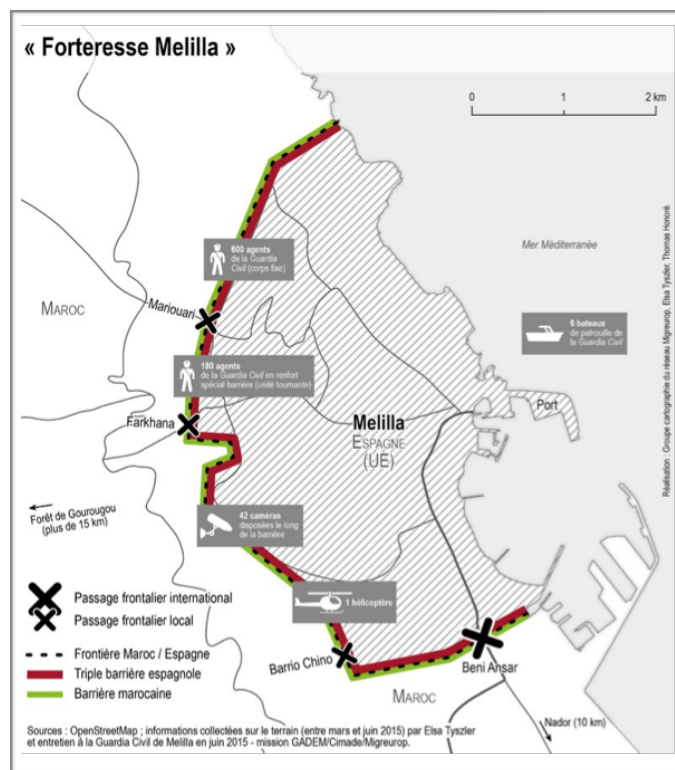 « Forteresse Melilla »
0 1 2 km
Mer Méditerranée
600 agents
de la Guardia
Civil (corps fixe)
MAROC
Mariouari
6 bateaux
de patrouille de
la Guardia Civil
180 agents
de la Guardia Civil en renfort
spécial barrière (unité tournante)
Farkhana
Port
Melilla
ESPAGNE
(UE)
Forêt de Gourougou
(plus de 15 km)
42 caméras
disposées le long
de la barrière
1 hélicoptère
Passage frontalier international
Passage frontalier local
Frontière Maroc / Espagne
Triple barrière espagnole
Barrière marocaine
Barrio Chino
Beni Ansar
MAROC
Nador (10 km)
Sources : OpenStreetMap ; informations collectées sur le terrain (entre mars et juin 2015) par Elsa Tyszler
et entretien à la Guardia Civil de Melilla en juin 2015 - mission GADEM/Cimade/Migreurop.
Réalisation : Groupe cartographie du réseau Migreurop, Elsa Tyszler, Thomas Honoré.